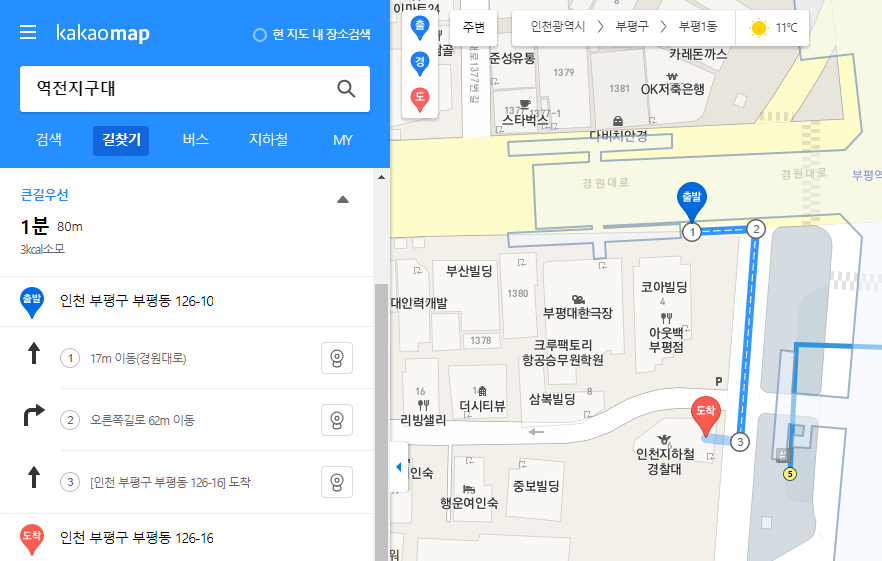 kakaomap
현 지도 내 장소검색
역전지구대
검색
길찾기
버스
지하철
MY
큰길우선
1분 80m
3kcal소모
출발
인천 부평구 부평동 126-10
1
17m 이동(경원대로)
2
오른쪽길로 62m 이동
3
[인천 부평구 부평동 126-16] 도착
도착
인천 부평구 부평동 126-16
이마트24
출
경
도
주변
인천광역시
부평구
부평1동
11℃
준성유통
1379
카레돈까스
1381
OK저축은행
스타벅스
다비치안경
경원대로
경원대로
부평역
출발
1
2
부산빌딩
1380
대인력개발
1378
부평대한극장
코아빌딩
4
아웃백
부평점
크루팩토리
항공승무원학원
16
리빙샐리
더시티뷰
8
삼복빌딩
P
도착
3
인천지하철
경찰대
5
행운여인숙
중보빌딩